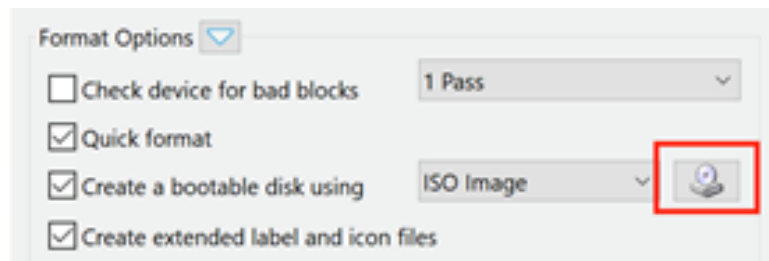 Format Options
Check device for bad blocks 1 Pass
Quick format
Create a bootable disk using ISO Image
Create extended label and icon files